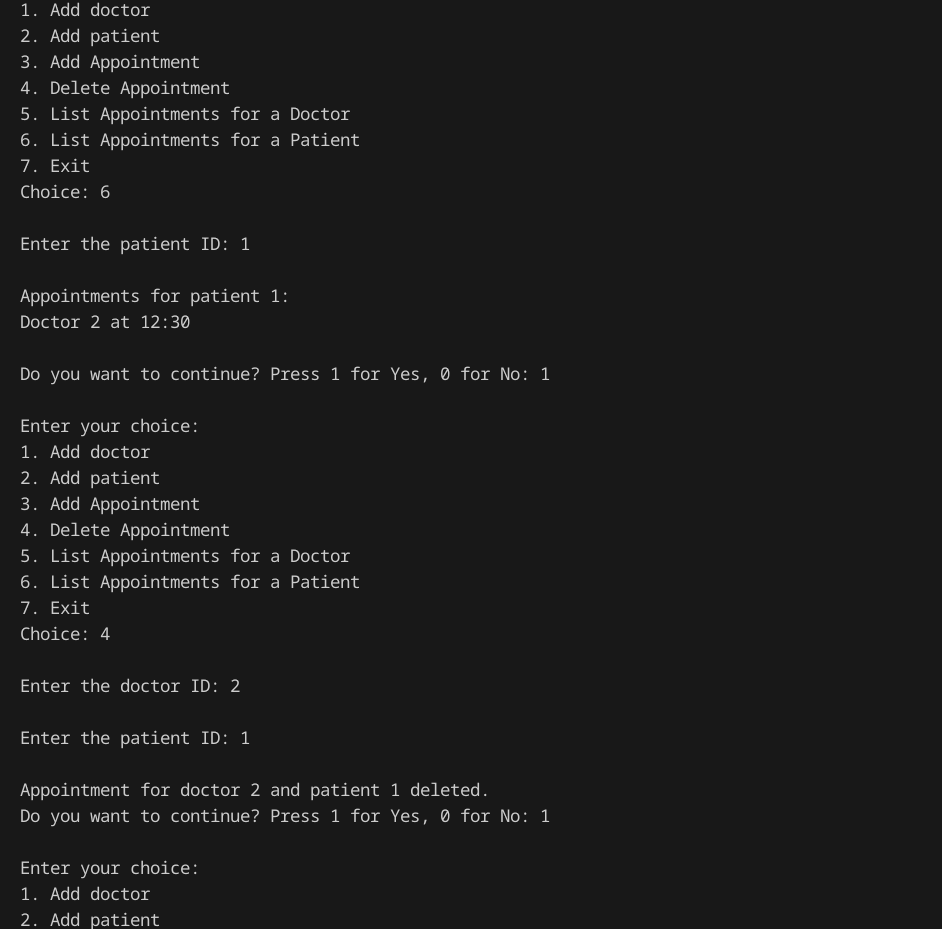 1. Add doctor
2. Add patient
3. Add Appointment
4. Delete Appointment
5. List Appointments for a Doctor
6. List Appointments for a Patient
7. Exit
Choice: 6
Enter the patient ID: 1
Appointments for patient 1:
Doctor 2 at 12:30
Do you want to continue? Press 1 for Yes, 0 for No: 1
Enter your choice:
1. Add doctor
2. Add patient
3. Add Appointment
4. Delete Appointment
5. List Appointments for a Doctor
6. List Appointments for a Patient
7. Exit
Choice: 4
Enter the doctor ID: 2
Enter the patient ID: 1
Appointment for doctor 2 and patient 1 deleted.
Do you want to continue? Press 1 for Yes, 0 for No: 1
Enter your choice:
1. Add doctor
2. Add patient